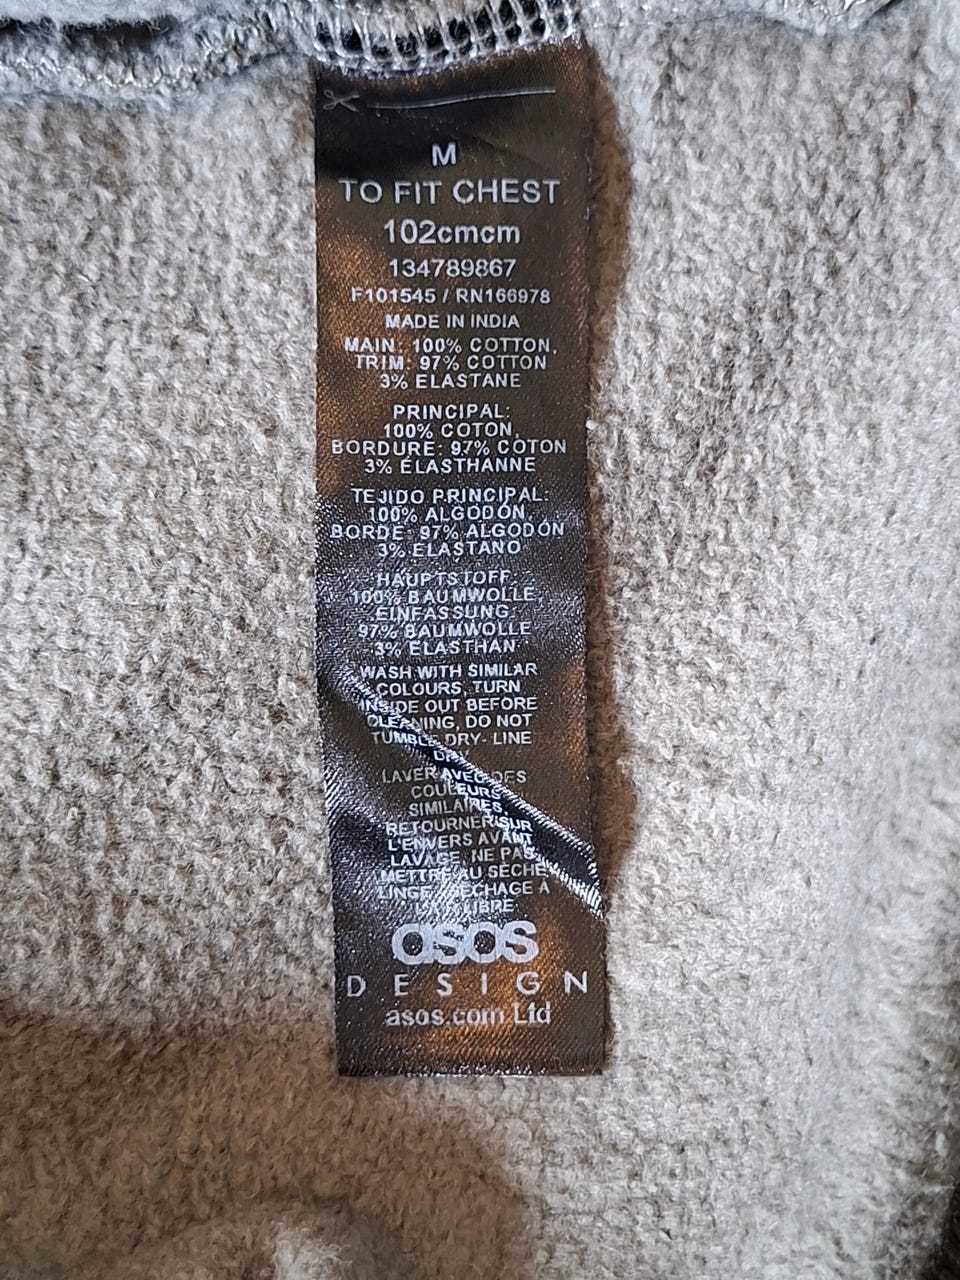 M
TO FIT CHEST
102cmcm
134789867
F101545 / RN166978
MADE IN INDIA
MAIN: 100% COTTON,
TRIM: 97% COTTON
3% ELASTANE
PRINCIPAL:
100% COTON,
BORDURE: 97% COTON
3% ÉLASTHANNE
TEJIDO PRINCIPAL:
100% ALGODÓN
BORDE: 97% ALGODÓN
3% ELASTANO
HAUPTSTOFF
100% BAUMWOLLE
EINFASSUNG:
97% BAUMWOLLE
3% ELASTHAN
WASH WITH SIMILAR
COLOURS, TURN
INSIDE OUT BEFORE
CLEANING, DO NOT
TUMBLE DRY- LINE
DRY
LAVER AVEC DES
COULEURS
SIMILAIRES,
RETOURNER SUR
L'ENVERS AVANT
LAVAGE, NE PAS
METTRE AU SÈCHE-
LINGE, SÉCHAGE À
LIBRE
asos
DESIGN
asos.com Ltd